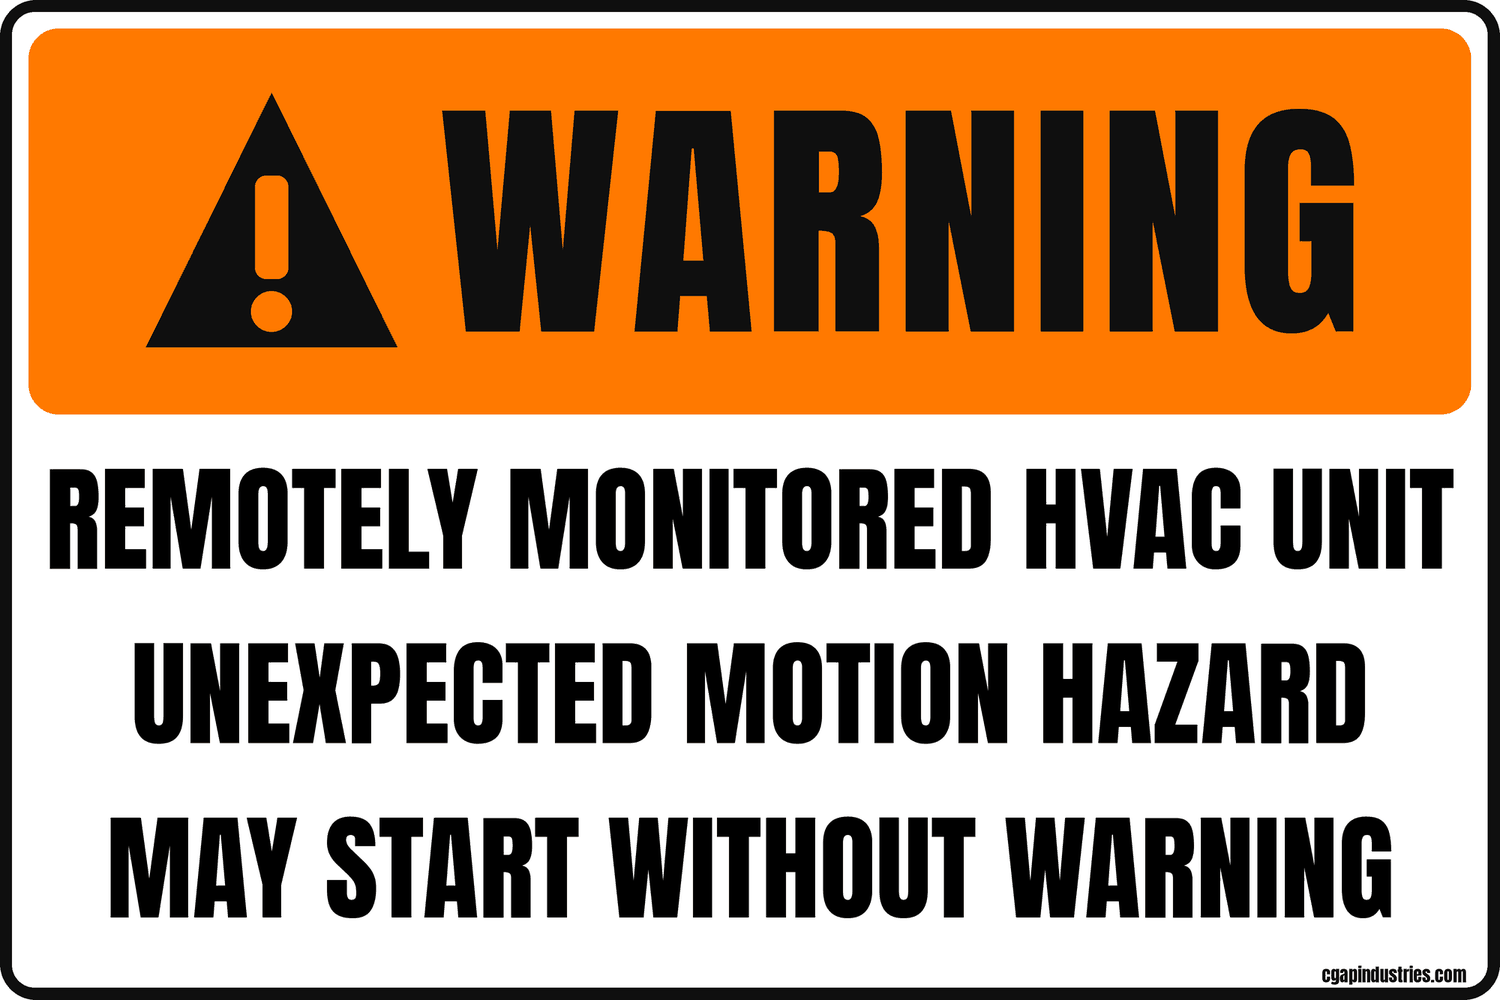 WARNING
REMOTELY MONITORED HVAC UNIT
UNEXPECTED MOTION HAZARD
MAY START WITHOUT WARNING
cgapindustries.com